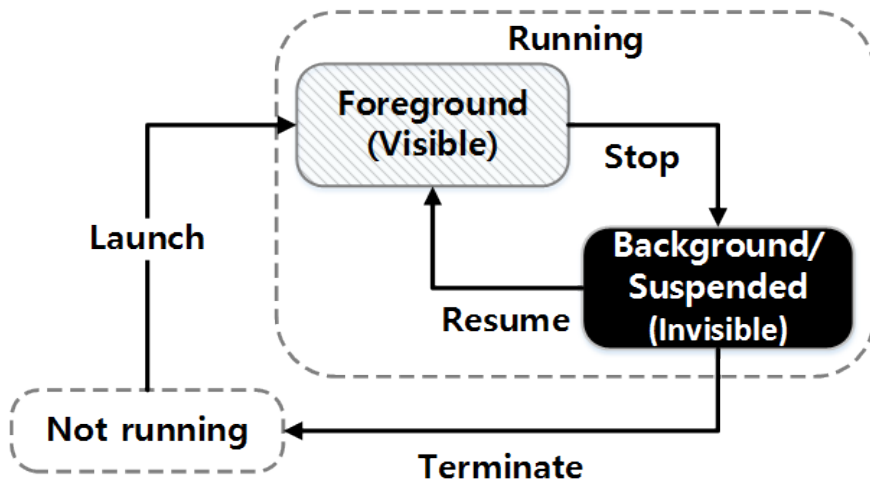 Running
Foreground
(Visible)
Stop
Launch
Background/
Suspended
(Invisible)
Resume
Not running
Terminate